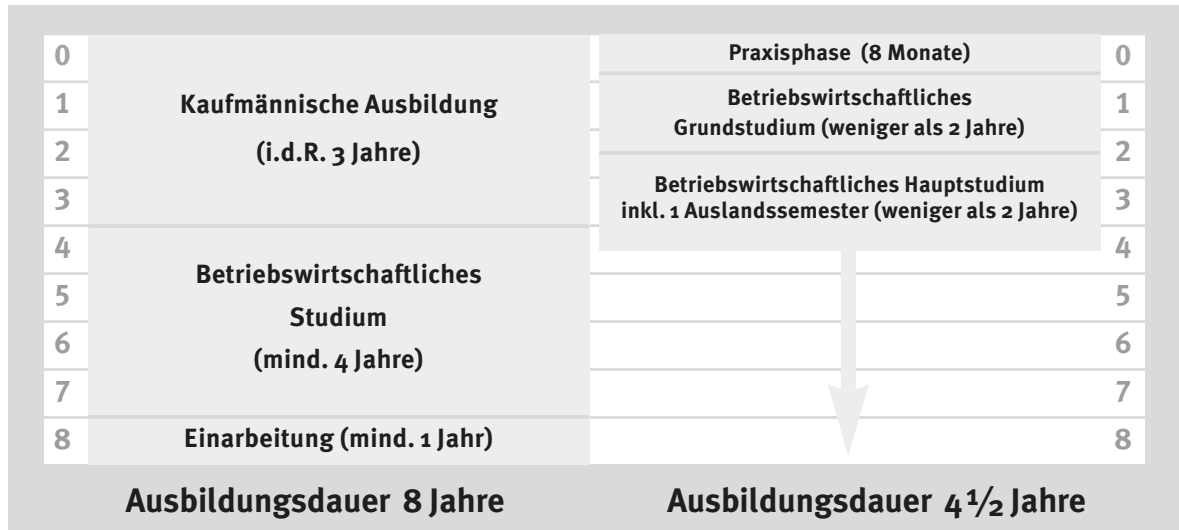 0
1
2
3
4
5
6
7
8
Kaufmännische Ausbildung
(i.d.R. 3 Jahre)
Betriebswirtschaftliches
Studium
(mind. 4 Jahre)
Einarbeitung (mind. 1 Jahr)
Ausbildungsdauer 8 Jahre
Praxisphase (8 Monate)
Betriebswirtschaftliches
Grundstudium (weniger als 2 Jahre)
Betriebswirtschaftliches Hauptstudium
inkl. 1 Auslandssemester (weniger als 2 Jahre)
0
1
2
3
4
5
6
7
8
Ausbildungsdauer 4 ½ Jahre